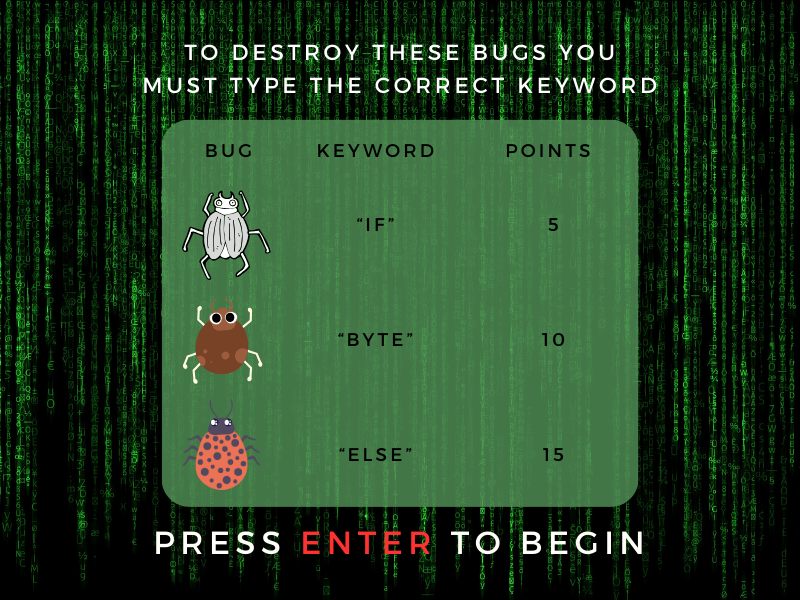 TO DESTROY THESE BUGS YOU
MUST TYPE THE CORRECT KEYWORD
BUG KEYWORD POINTS
“IF” 5
“BYTE” 10
“ELSE” 15
PRESS ENTER TO BEGIN